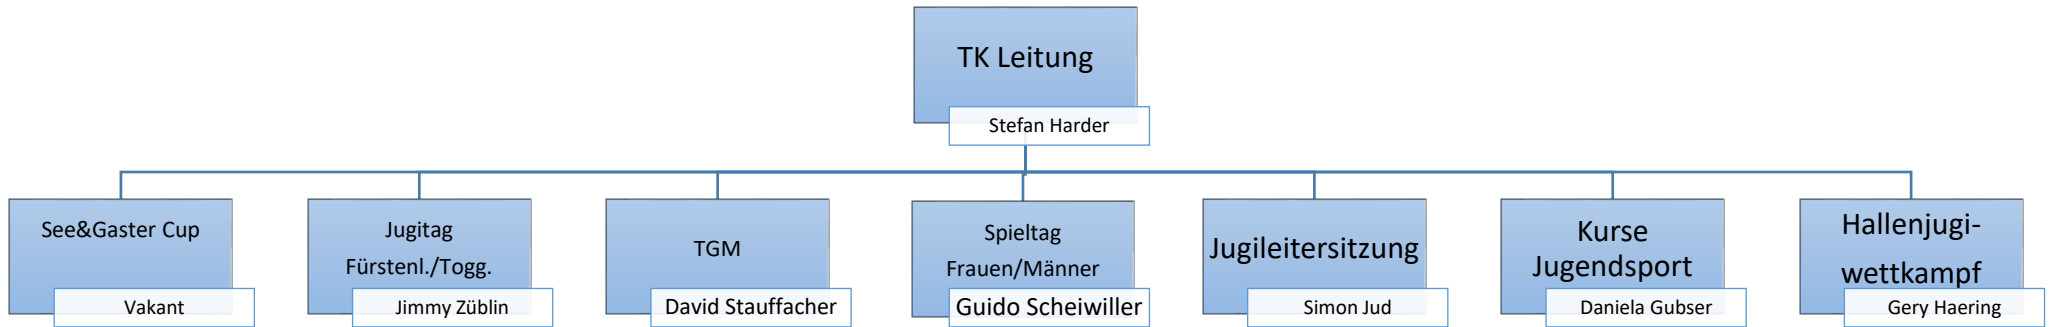 TK Leitung
Stefan Harder
See&Gaster Cup
Vakant
Jugitag
Fürstenl./Togg.
Jimmy Züblin
TGM
David Stauffacher
Spieltag
Frauen/Männer
Guido Scheiwiller
Jugileitersitzung
Simon Jud
Kurse
Jugendsport
Daniela Gubser
Hallenjugi-
wettkampf
Gery Haering